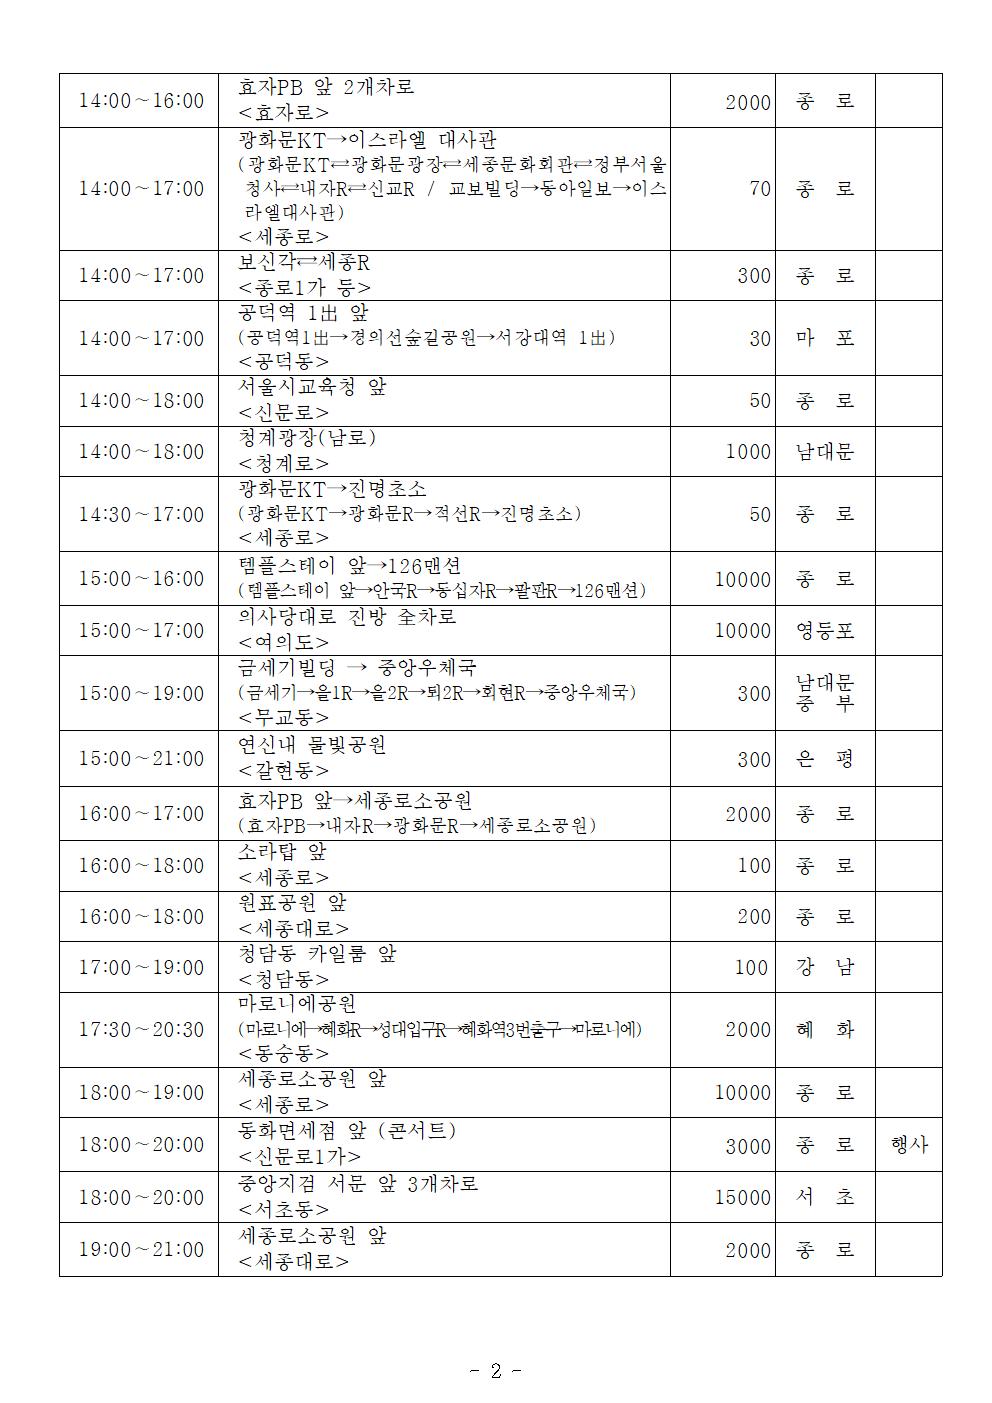 14:00~16:00 효자PB 앞 2개차로 2000 종 로
<효자로>
14:00~17:00 광화문KT→이스라엘 대사관 70 종 로
(광화문KT⇄광화문광장⇄세종문화회관⇄정부서울
청사⇄내자R⇄신교R / 교보빌딩→동아일보→이스
라엘대사관)
<세종로>
14:00~17:00 보신각⇄세종R 300 종 로
<종로1가 등>
14:00~17:00 공덕역 1出 앞 30 마 포
(공덕역1出→경의선숲길공원→서강대역 1出)
<공덕동>
14:00~18:00 서울시교육청 앞 50 종 로
<신문로>
14:00~18:00 청계광장(남로) 1000 남대문
<청계로>
14:30~17:00 광화문KT→진명초소 50 종 로
(광화문KT→광화문R→적선R→진명초소)
<세종로>
15:00~16:00 템플스테이 앞→126맨션 10000 종 로
(템플스테이 앞→안국R→동십자R→팔판R→126맨션)
15:00~17:00 의사당대로 진방 全차로 10000 영등포
<여의도>
15:00~19:00 금세기빌딩 → 중앙우체국 300 남대문
(금세기→을1R→을2R→퇴2R→회현R→중앙우체국) 중 부
<무교동>
15:00~21:00 연신내 물빛공원 300 은 평
<갈현동>
16:00~17:00 효자PB 앞→세종로소공원 2000 종 로
(효자PB→내자R→광화문R→세종로소공원)
16:00~18:00 소라탑 앞 100 종 로
<세종로>
16:00~18:00 원표공원 앞 200 종 로
<세종대로>
17:00~19:00 청담동 카일룸 앞 100 강 남
<청담동>
17:30~20:30 마로니에공원 2000 혜 화
(마로니에→혜화R→성대입구R→혜화역3번출구→마로니에)
<동숭동>
18:00~19:00 세종로소공원 앞 10000 종 로
<세종로>
18:00~20:00 동화면세점 앞 (콘서트) 3000 종 로 행사
<신문로1가>
18:00~20:00 중앙지검 서문 앞 3개차로 15000 서 초
<서초동>
19:00~21:00 세종로소공원 앞 2000 종 로
<세종대로>
- 2 -